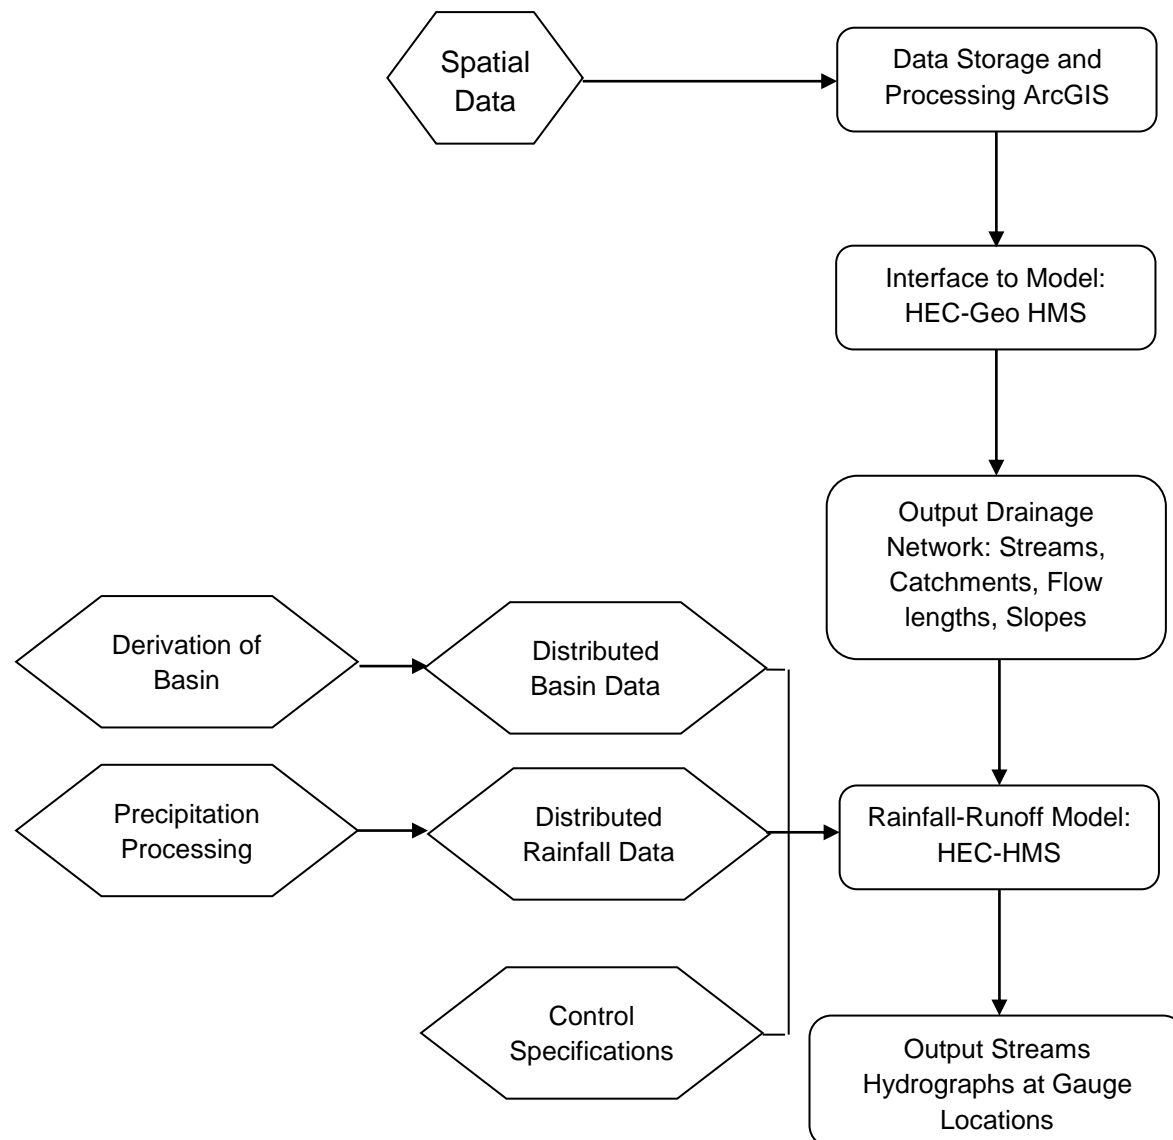 Spatial
Data
Data Storage and
Processing ArcGIS
Interface to Model:
HEC-Geo HMS
Output Drainage
Network: Streams,
Catchments, Flow
lengths, Slopes
Derivation of
Basin
Distributed
Basin Data
Precipitation
Processing
Distributed
Rainfall Data
Rainfall-Runoff Model:
HEC-HMS
Control
Specifications
Output Streams
Hydrographs at Gauge
Locations